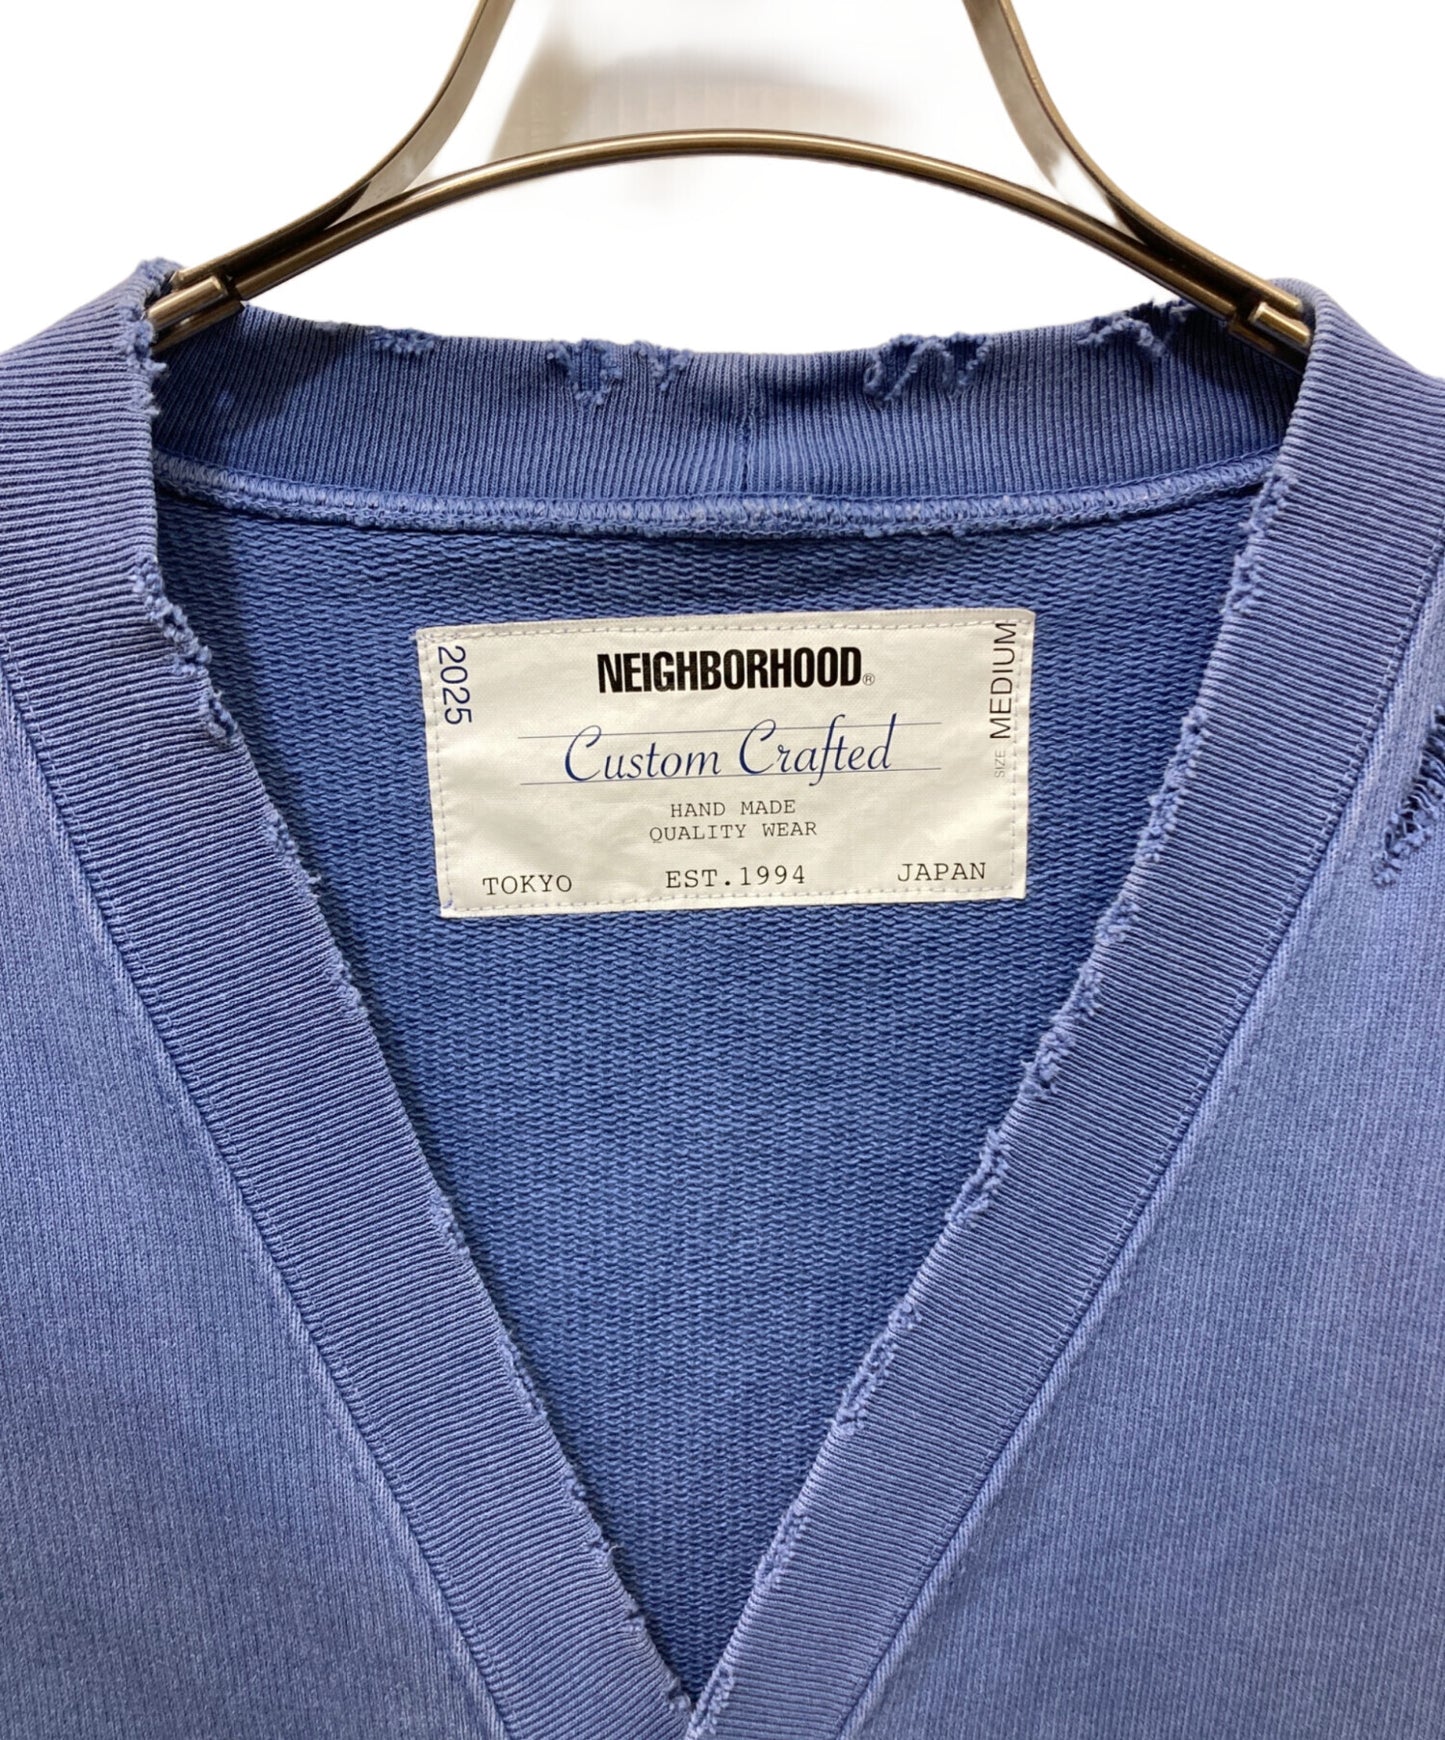 NEIGHBORHOOD®
Custom Crafted
HAND MADE
QUALITY WEAR
TOKYO EST.1994 JAPAN
2025
SIZE MEDIUM